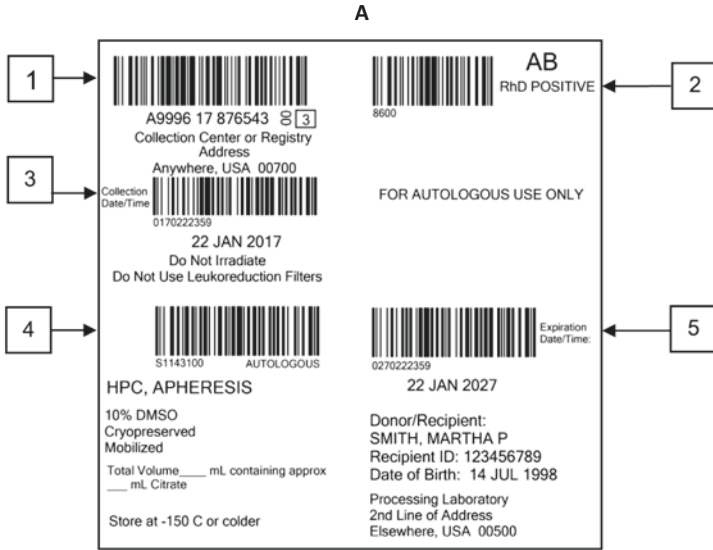 A
1
A9996 17 876543 00 3
Collection Center or Registry
Address
Anywhere, USA 00700
AB
RhD POSITIVE
8600
2
3
Collection
Date/Time
0170222359
22 JAN 2017
Do Not Irradiate
Do Not Use Leukoreduction Filters
FOR AUTOLOGOUS USE ONLY
4
S1143100 AUTOLOGOUS
HPC, APHERESIS
10% DMSO
Cryopreserved
Mobilized
Total Volume____ mL containing approx
___ mL Citrate
Store at -150 C or colder
Expiration
Date/Time:
0270222359
22 JAN 2027
5
Donor/Recipient:
SMITH, MARTHA P
Recipient ID: 123456789
Date of Birth: 14 JUL 1998
Processing Laboratory
2nd Line of Address
Elsewhere, USA 00500